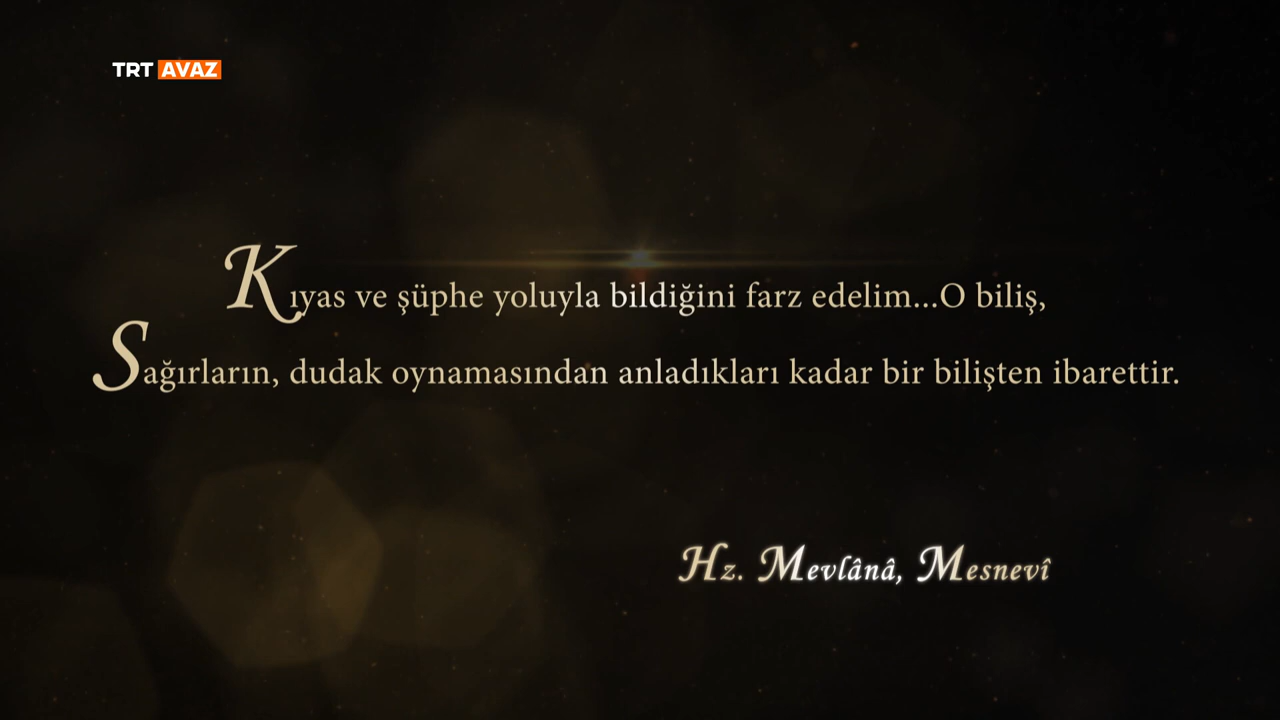 TRT AVAZ
Kıyas ve şüphe yoluyla bildiğini farz edelim...O biliş,
Sağırların, dudak oynamasından anladıkları kadar bir bilişten ibarettir.
Hz. Mevlânâ, Mesnevî